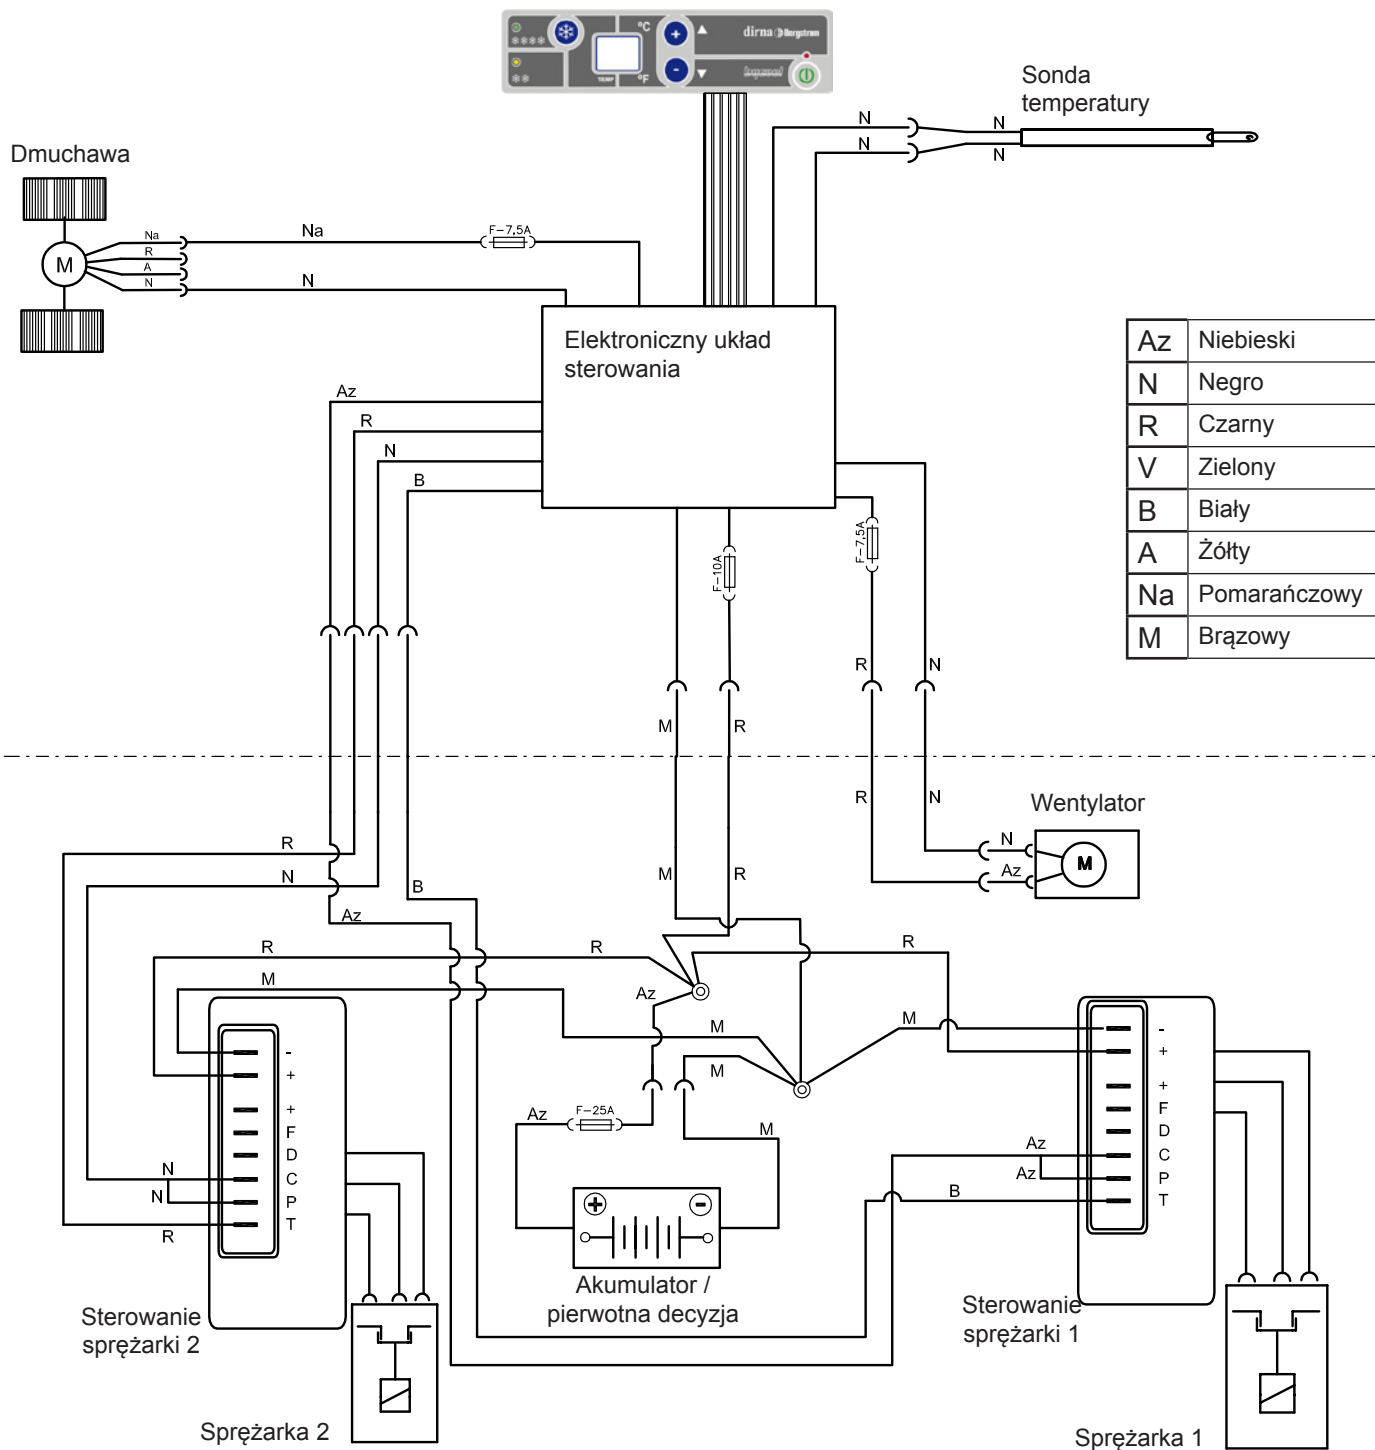 °C
dirna Bergstrom
TEMP
°F
Sonda
temperatury
N
N
N
N
Dmuchawa
Na
R
A
N
Na
F-7,5A
N
M
Elektroniczny układ
sterowania
Az Niebieski
N Negro
R Czarny
V Zielony
B Biały
A Żółty
Na Pomarańczowy
M Brązowy
Az
R
N
B
F-10A
F-7,5A
R
N
M
R
R
N
Wentylator
N
Az
M
R
N
B
Az
M
R
R
M
R
Az
M
M
R
M
-
+
+
F
D
C
P
T
N
N
R
Az
F-25A
M
+
-
Akumulator /
pierwotna decyzja
-
+
+
F
D
C
P
T
Az
Az
B
Sterowanie
sprężarki 2
Sprężarka 2
Sterowanie
sprężarki 1
Sprężarka 1